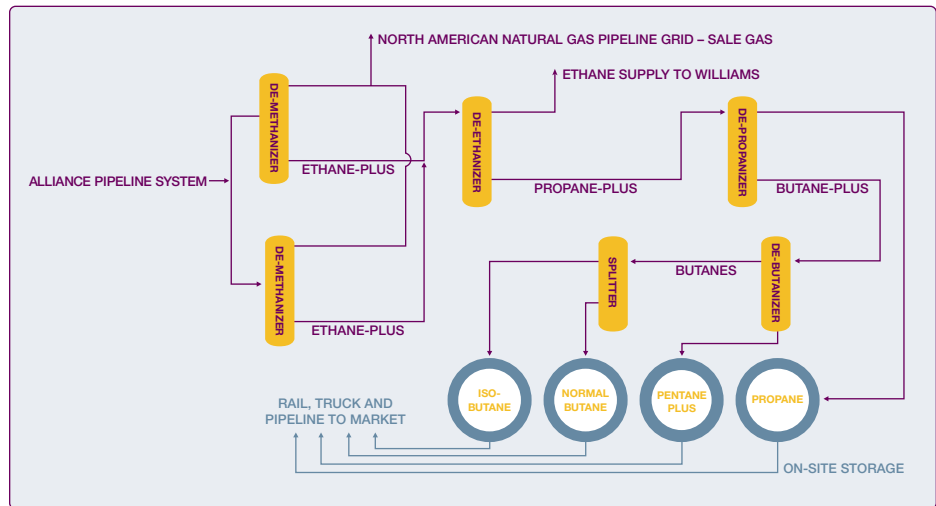 NORTH AMERICAN NATURAL GAS PIPELINE GRID – SALE GAS
ETHANE SUPPLY TO WILLIAMS
DE-METHANIZER
DE-ETHANIZER
DE-PROPANIZER
ETHANE-PLUS
ALLIANCE PIPELINE SYSTEM
PROPANE-PLUS
BUTANE-PLUS
DE-METHANIZER
SPLITTER
DE-BUTANIZER
BUTANES
ETHANE-PLUS
ISO-
BUTANE
NORMAL
BUTANE
PENTANE
PLUS
PROPANE
RAIL, TRUCK AND
PIPELINE TO MARKET
ON-SITE STORAGE